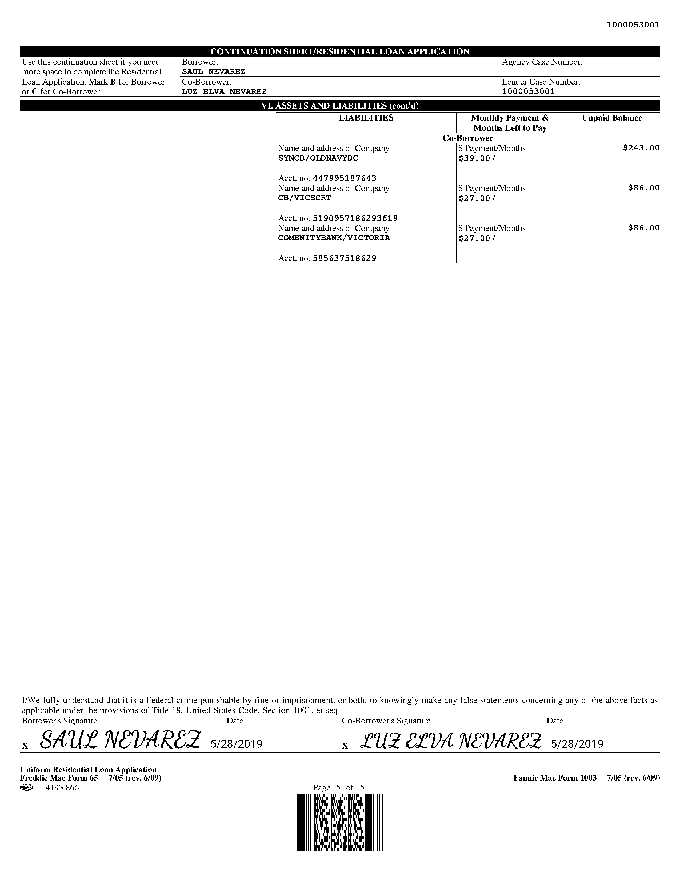 1000053001
CONTINUATION SHEET/RESIDENTIAL LOAN APPLICATION
Use this continuation sheet if you need
more space to complete the Residential
Loan Application. Mark B for Borrower
or C for Co-Borrower.
Borrower:
SAUL NEVAREZ
Co-Borrower:
LUZ ELVA NEVAREZ
Agency Case Number:
Lender Case Number:
1000053001
VI. ASSETS AND LIABILITIES (cont'd)
LIABILITIES
Monthly Payment &
Months Left to Pay
Unpaid Balance
Co-Borrower
Name and address of Company
SYNCB/OLDNAVYDC
$ Payment/Months
$39.00/
$243.00
Acct. no. 447995187643
Name and address of Company
CB/VICSCRT
$ Payment/Months
$27.00/
$86.00
Acct. no. 5190957186293619
Name and address of Company
COMENITYBANK/VICTORIA
$ Payment/Months
$27.00/
$86.00
Acct. no. 585637518629
I/We fully understand that it is a Federal crime punishable by fine or imprisonment, or both, to knowingly make any false statements concerning any of the above facts as
applicable under the provisions of Title 18, United States Code, Section 1001, et seq.
Borrower's Signature Date Co-Borrower's Signature Date
X SAUL NEVAREZ 5/28/2019 X LUZ ELVA NEVAREZ 5/28/2019
Uniform Residential Loan Application
Freddie Mac Form 65 7/05 (rev. 6/09)
Fannie Mae Form 1003 7/05 (rev. 6/09)
Page 5 of 5